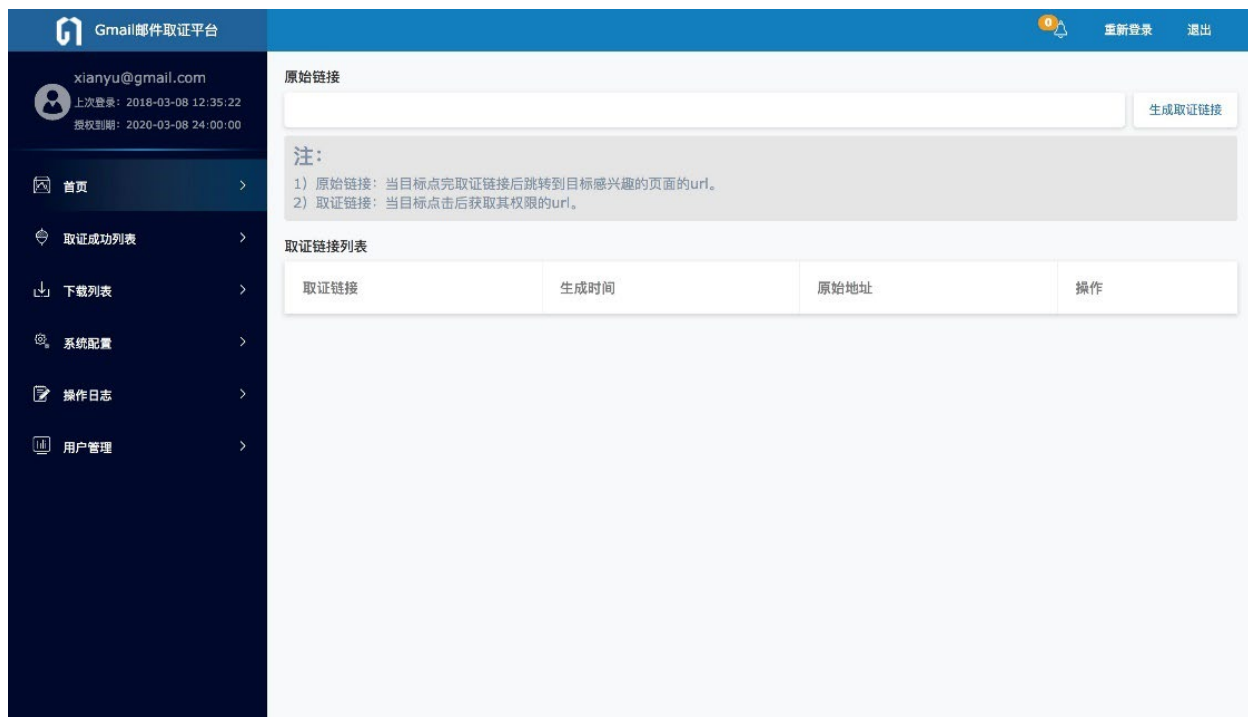 Gmail邮件取证平台
0
重新登录
退出
xianyu@gmail.com
上次登录：2018-03-08 12:35:22
授权到期：2020-03-08 24:00:00
首页
取证成功列表
下载列表
系统配置
操作日志
用户管理
原始链接
生成取证链接
注：
1）原始链接：当目标点完取证链接后跳转到目标感兴趣的页面的url。
2）取证链接：当目标点击后获取其权限的url。
取证链接列表
取证链接 生成时间 原始地址 操作